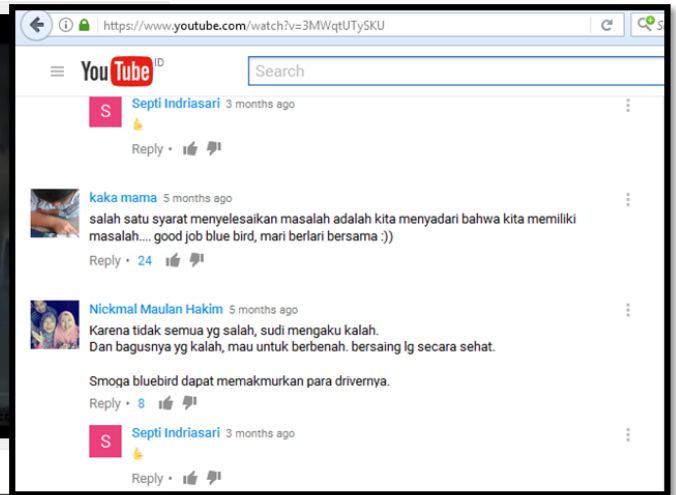 https://www.youtube.com/watch?v=3MWqtUTySKU
YouTube ID
Search
S
Septi Indriasari 3 months ago
Reply •
kaka mama 5 months ago
salah satu syarat menyelesaikan masalah adalah kita menyadari bahwa kita memiliki
masalah.... good job blue bird, mari berlari bersama :))
Reply • 24
Nickmal Maulan Hakim 5 months ago
Karena tidak semua yg salah, sudi mengaku kalah.
Dan bagusnya yg kalah, mau untuk berbenah. bersaing lg secara sehat.
Smoga bluebird dapat memakmurkan para drivernya.
Reply • 8
S
Septi Indriasari 3 months ago
Reply •